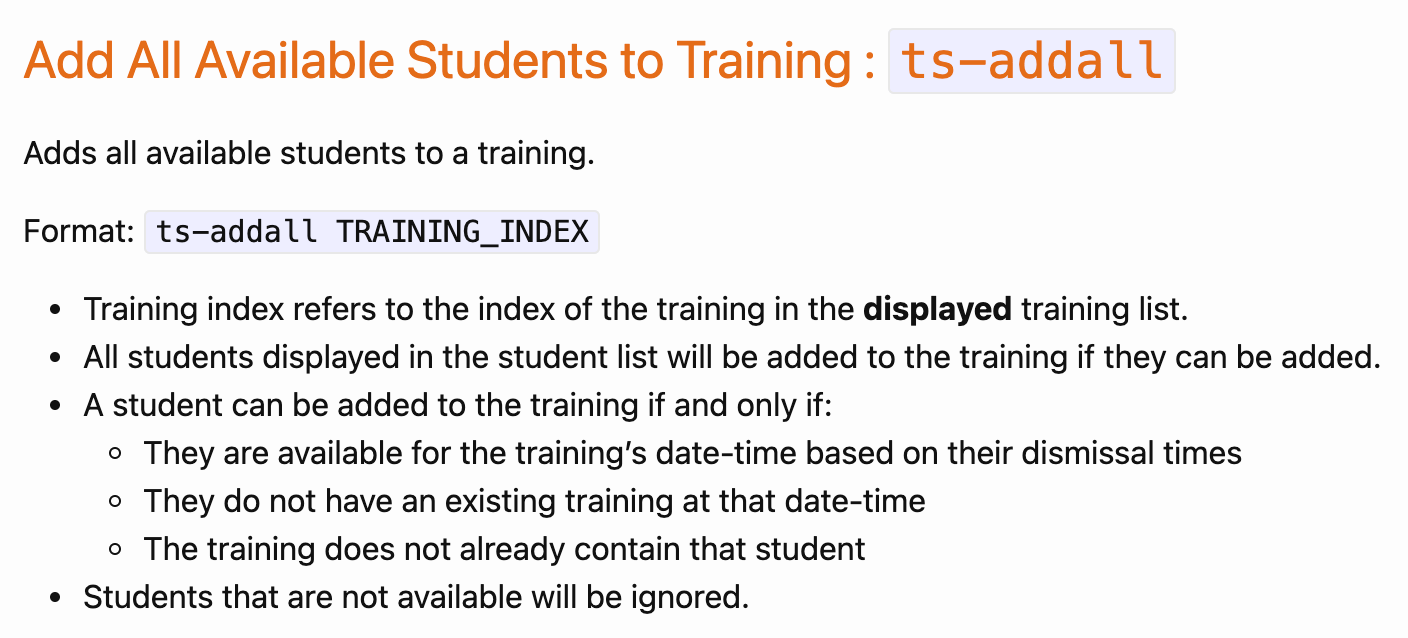 Add All Available Students to Training : ts-addall
Adds all available students to a training.
Format: ts-addall TRAINING_INDEX
• Training index refers to the index of the training in the displayed training list.
• All students displayed in the student list will be added to the training if they can be added.
• A student can be added to the training if and only if:
◦ They are available for the training’s date-time based on their dismissal times
◦ They do not have an existing training at that date-time
◦ The training does not already contain that student
• Students that are not available will be ignored.